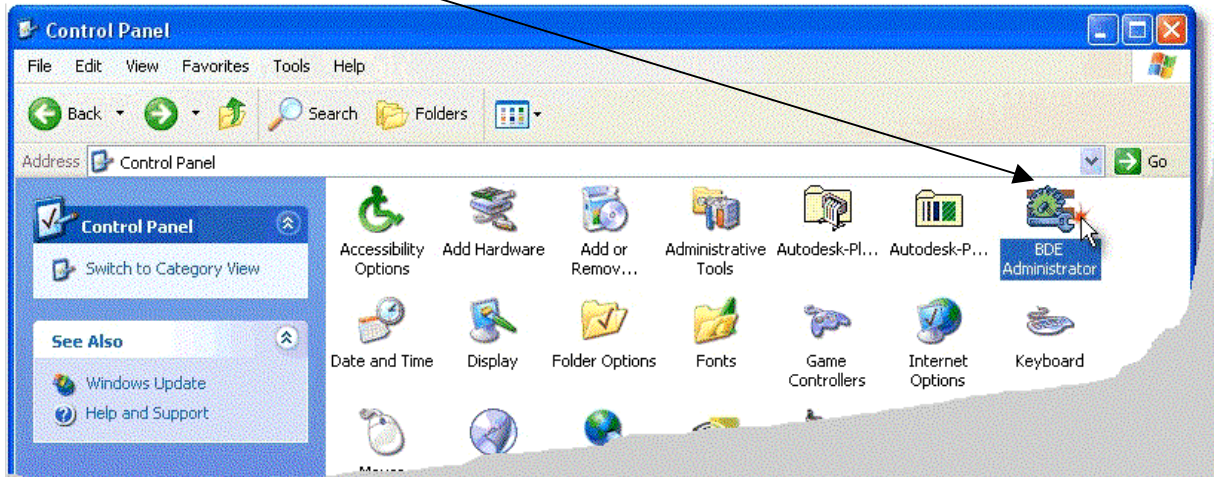 Control Panel
File Edit View Favorites Tools Help
Back Search Folders
Address Control Panel Go
Control Panel
Switch to Category View
See Also
Windows Update
Help and Support
Accessibility Add Hardware Add or Administrative Autodesk-Pl... Autodesk-P... BDE
Options Remov... Tools Administrator
Date and Time Display Folder Options Fonts Game Internet Keyboard
Controllers Options